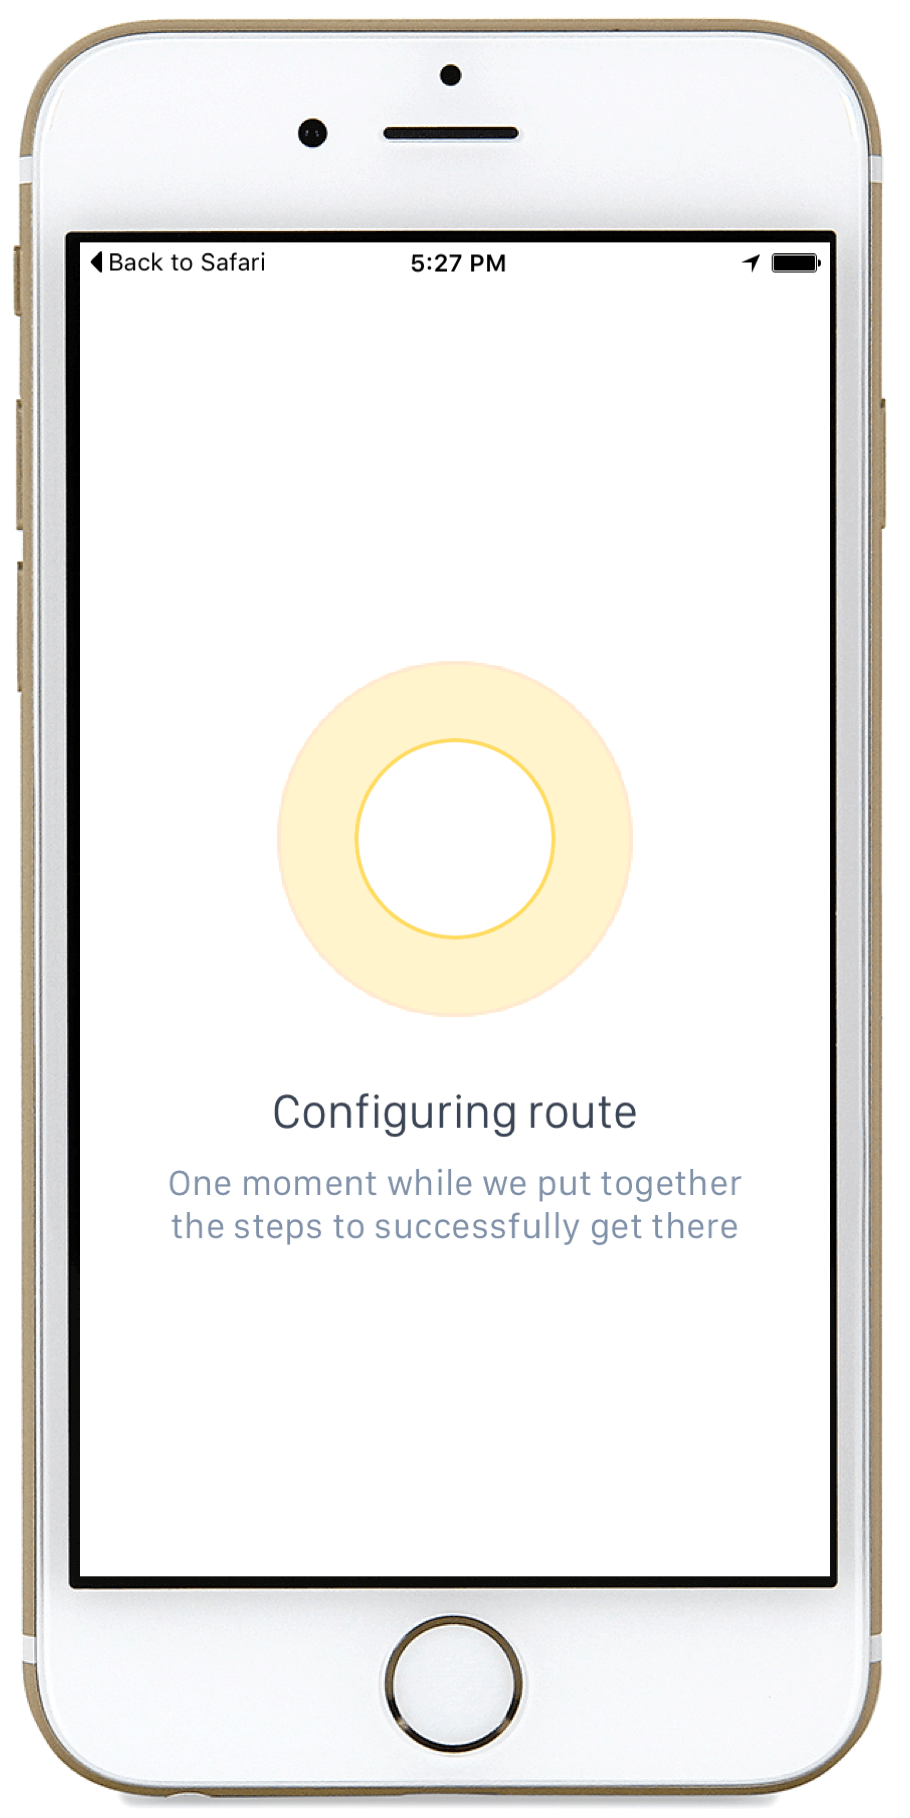 Back to Safari
5:27 PM
Configuring route
One moment while we put together
the steps to successfully get there